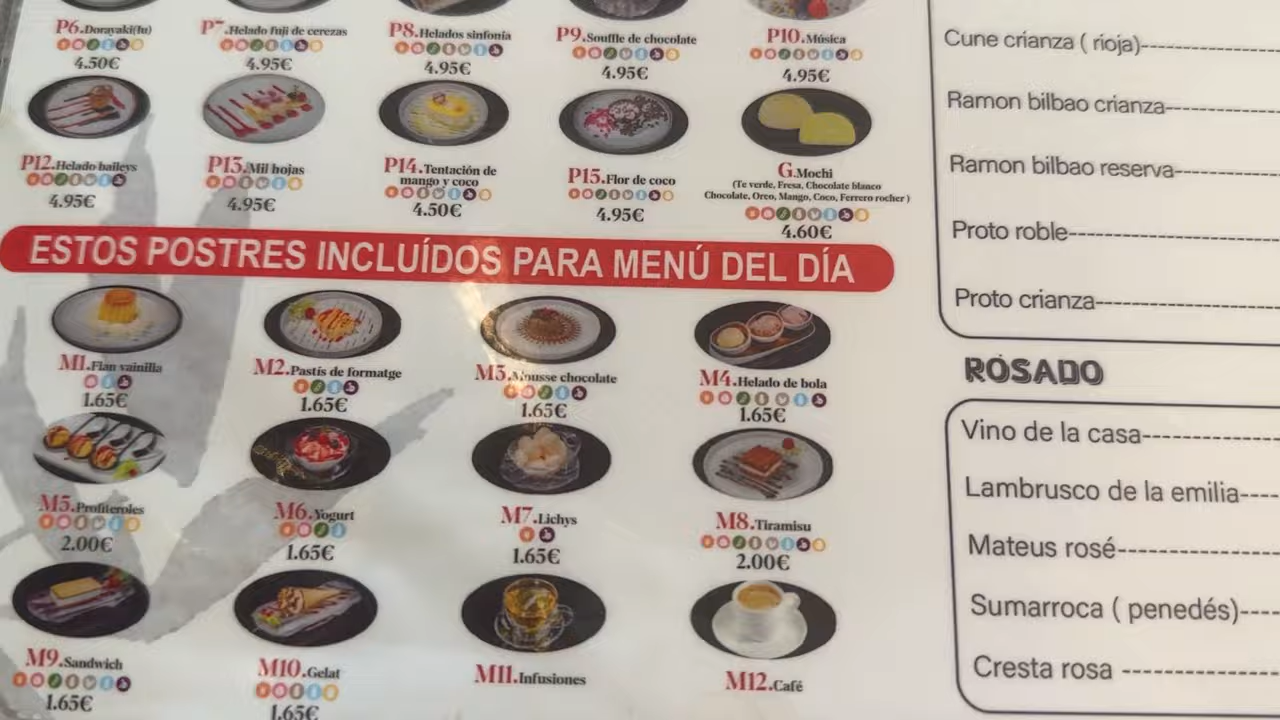 P6.Dorayaki(fu)
4.50€
P7.Helado fuji de cerezas
4.95€
P8.Helados sinfonía
4.95€
P9.Souffle de chocolate
4.95€
P10.Música
4.95€
P12.Helado baileys
4.95€
P13.Mil hojas
4.95€
P14.Tentación de
mango y coco
4.50€
P15.Flor de coco
4.95€
G.Mochi
(Te verde, Fresa, Chocolate blanco
Chocolate, Oreo, Mango, Coco, Ferrero rocher )
4.60€
ESTOS POSTRES INCLUÍDOS PARA MENÚ DEL DÍA
M1.Flan vainilia
1.65€
M2.Pastís de formatge
1.65€
M3.Mousse chocolate
1.65€
M4.Helado de bola
1.65€
M5.Profiteroles
2.00€
M6.Yogurt
1.65€
M7.Lichys
1.65€
M8.Tiramisu
2.00€
M9.Sandwich
1.65€
M10.Gelat
1.65€
M11.Infusiones
M12.Café
Cune crianza ( rioja)
Ramon bilbao crianza
Ramon bilbao reserva
Proto roble
Proto crianza
ROSADO
Vino de la casa
Lambrusco de la emilia
Mateus rosé
Sumarroca ( penedés)
Cresta rosa